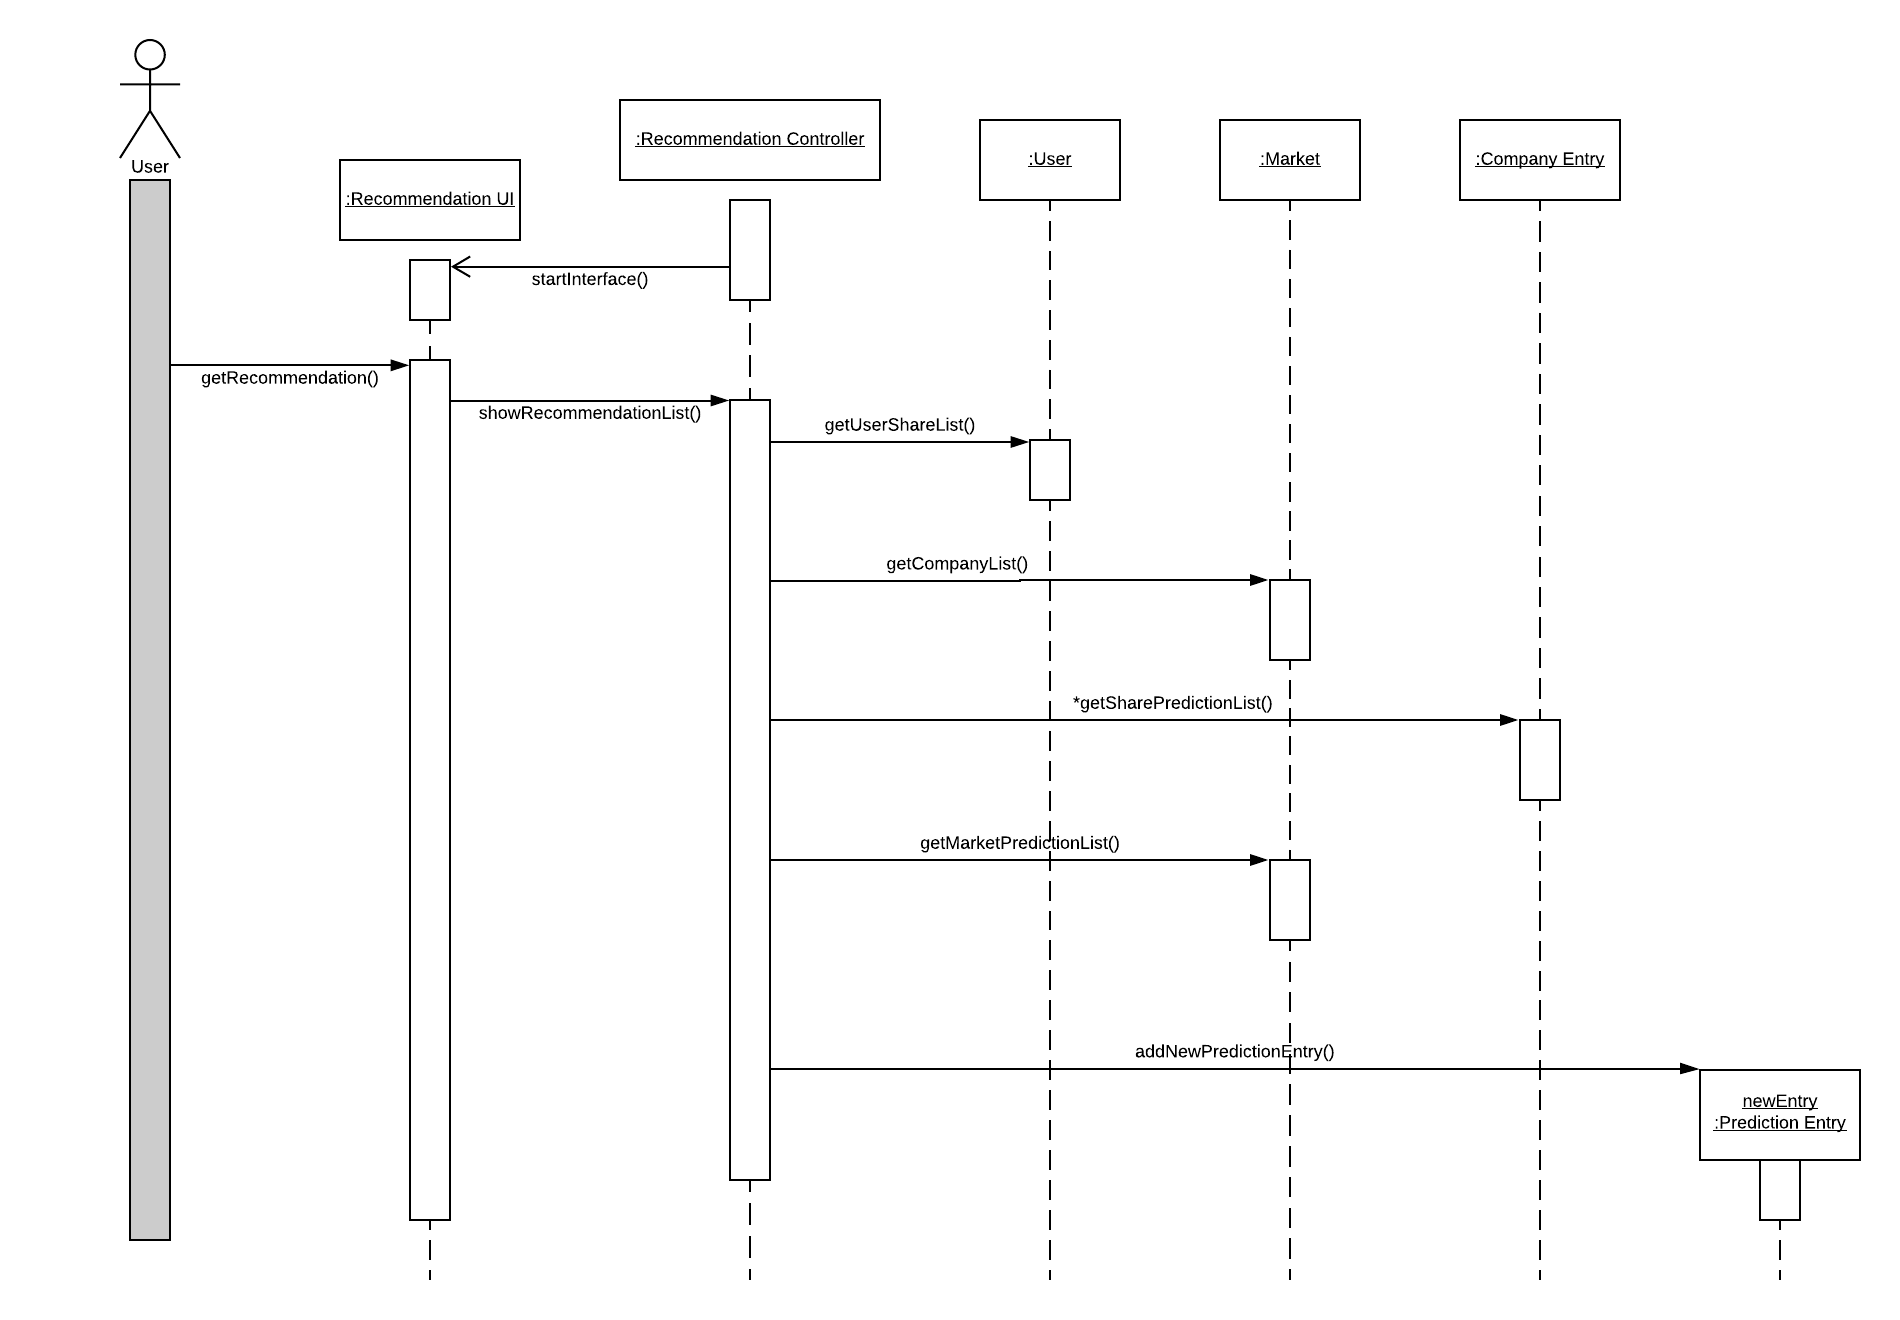 User
:Recommendation UI
:Recommendation Controller
:User
:Market
:Company Entry
startInterface()
getRecommendation()
showRecommendationList()
getUserShareList()
getCompanyList()
*getSharePredictionList()
getMarketPredictionList()
addNewPredictionEntry()
newEntry
:Prediction Entry